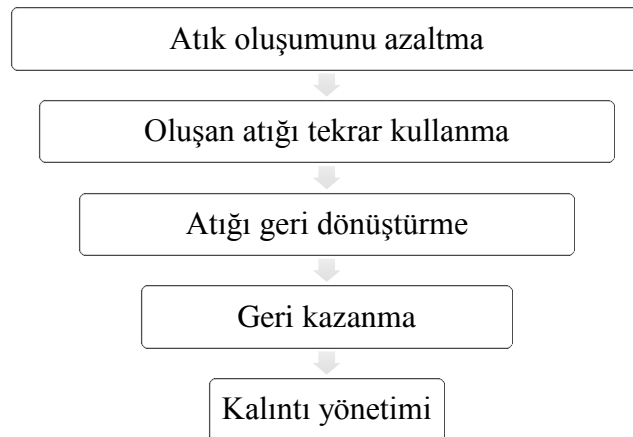 Atık oluşumunu azaltma
Oluşan atığı tekrar kullanma
Atığı geri dönüştürme
Geri kazanma
Kalıntı yönetimi